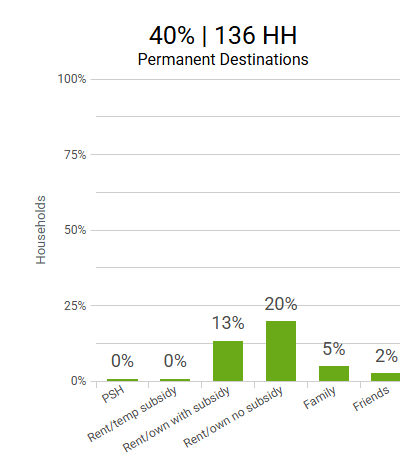 40% | 136 HH
Permanent Destinations
100%
75%
50%
25%
0%
Households
0%
0%
13%
20%
5%
2%
PSH
Rent/temp subsidy
Rent/own with subsidy
Rent/own no subsidy
Family
Friends